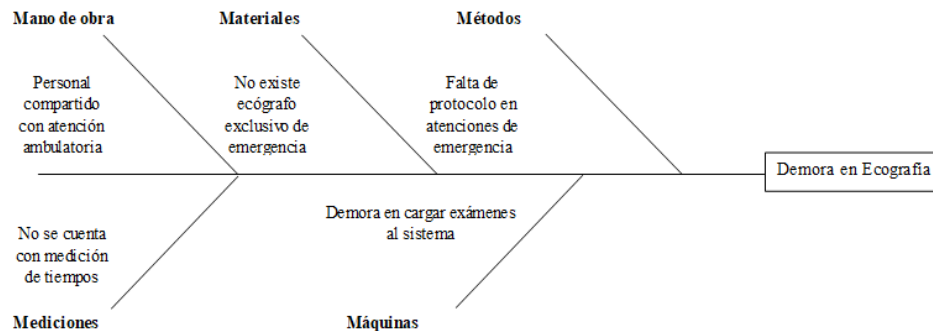 Mano de obra
Materiales
Métodos
Personal
compartido
con atención
ambulatoria
No existe
ecógrafo
exclusivo de
emergencia
Falta de
protocolo en
atenciones de
emergencia
Demora en Ecografía
No se cuenta
con medición
de tiempos
Demora en cargar exámenes
al sistema
Mediciones
Máquinas